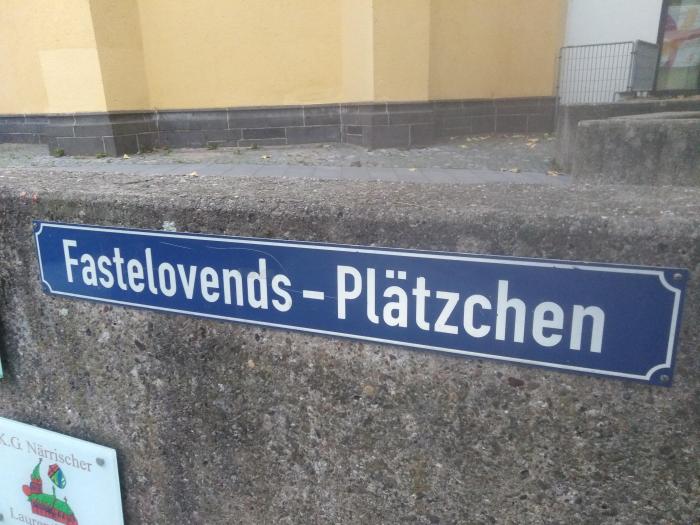 Fastelovends – Plätzchen
K.G. Närrischer